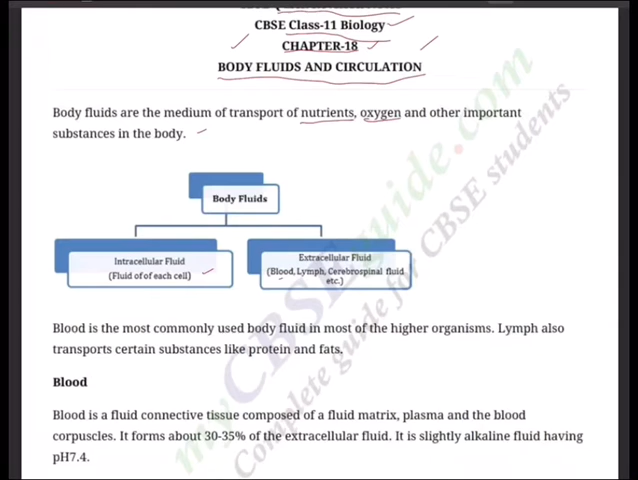 CBSE Class-11 Biology
CHAPTER-18
BODY FLUIDS AND CIRCULATION
Body fluids are the medium of transport of nutrients, oxygen and other important
substances in the body.
Body Fluids
Intracellular Fluid
(Fluid of of each cell)
Extracellular Fluid
(Blood, Lymph, Cerebrospinal fluid
etc.)
Blood is the most commonly used body fluid in most of the higher organisms. Lymph also
transports certain substances like protein and fats.
Blood
Blood is a fluid connective tissue composed of a fluid matrix, plasma and the blood
corpuscles. It forms about 30-35% of the extracellular fluid. It is slightly alkaline fluid having
pH7.4.
myCBSEguide.com
Complete guide for CBSE students